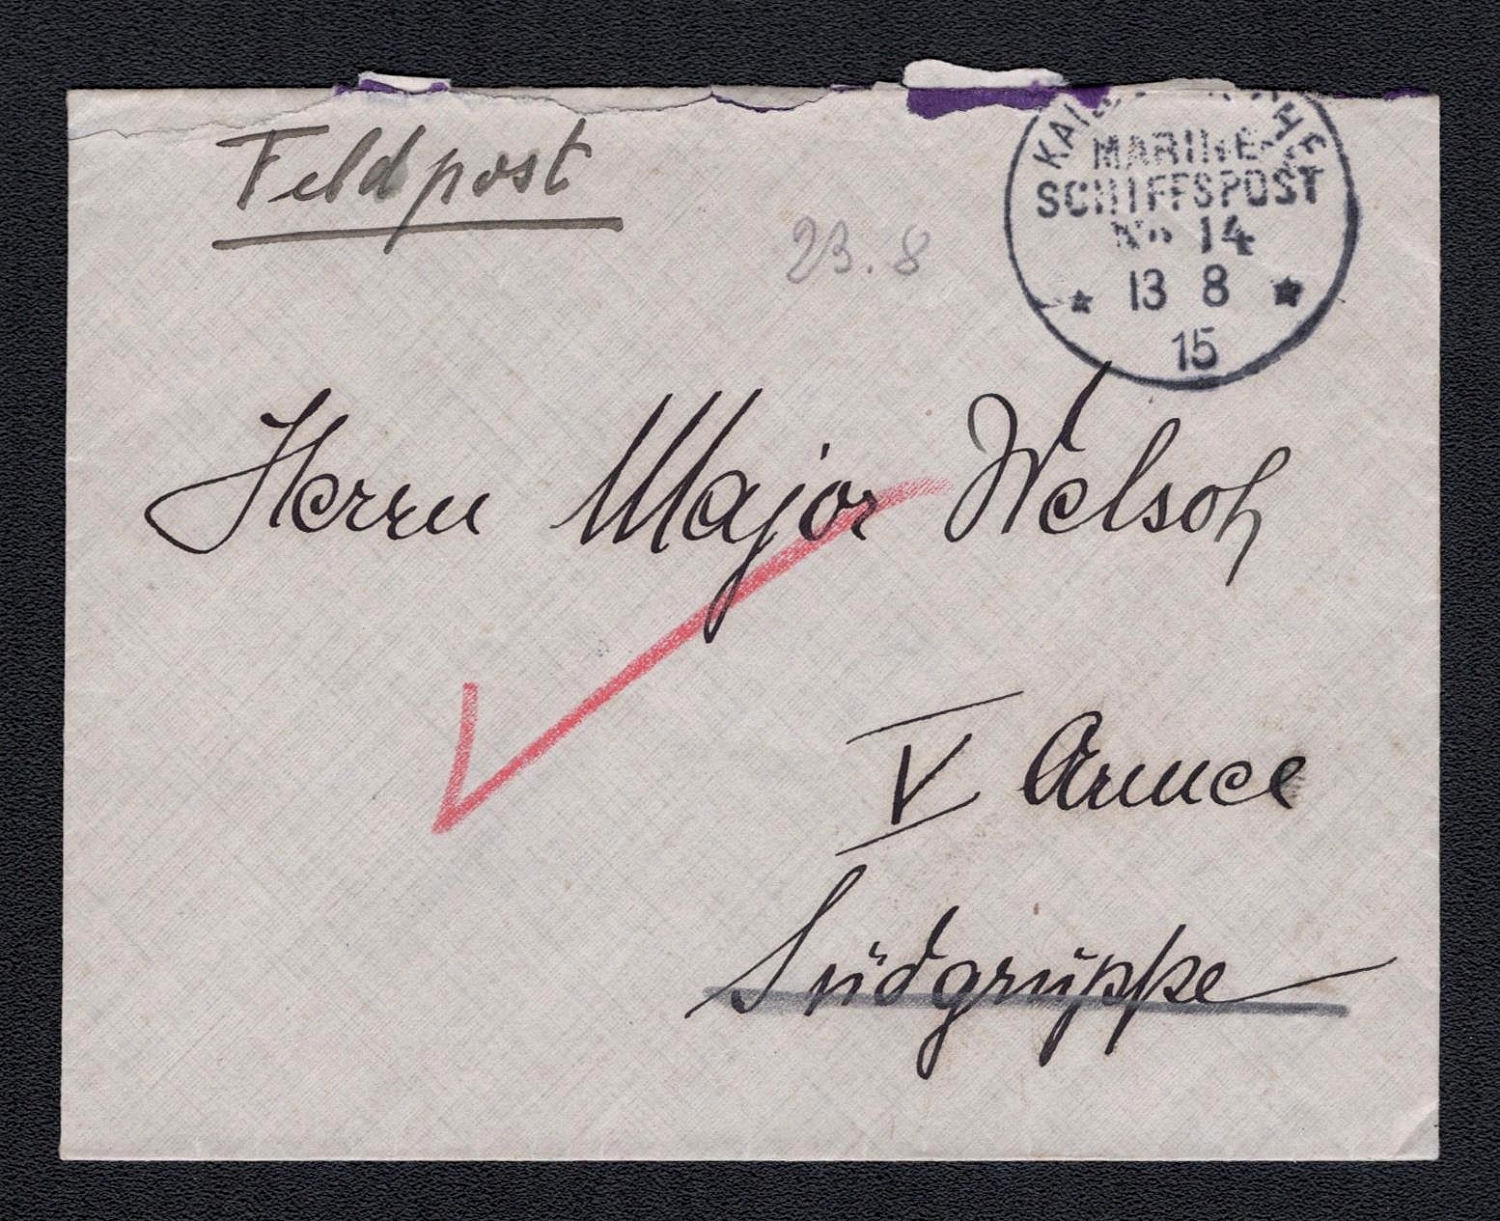 Feldpost
23. 8
KAISERLICHE
MARINE-
SCHIFFSPOST
No 14
* 13 8 *
15
Herrn Major Welsch
V Armee
Südgruppe